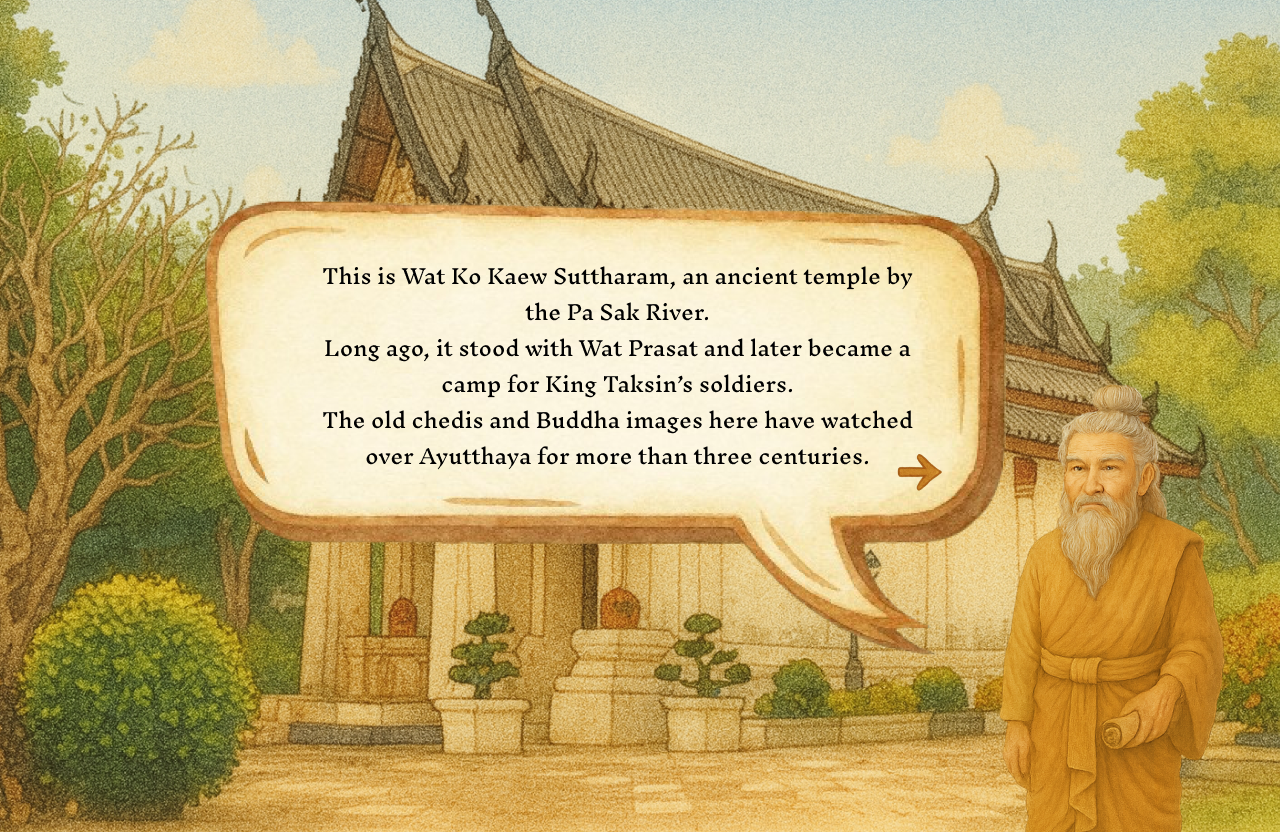 This is Wat Ko Kaew Suttharam, an ancient temple by
the Pa Sak River.
Long ago, it stood with Wat Prasat and later became a
camp for King Taksin’s soldiers.
The old chedis and Buddha images here have watched
over Ayutthaya for more than three centuries.